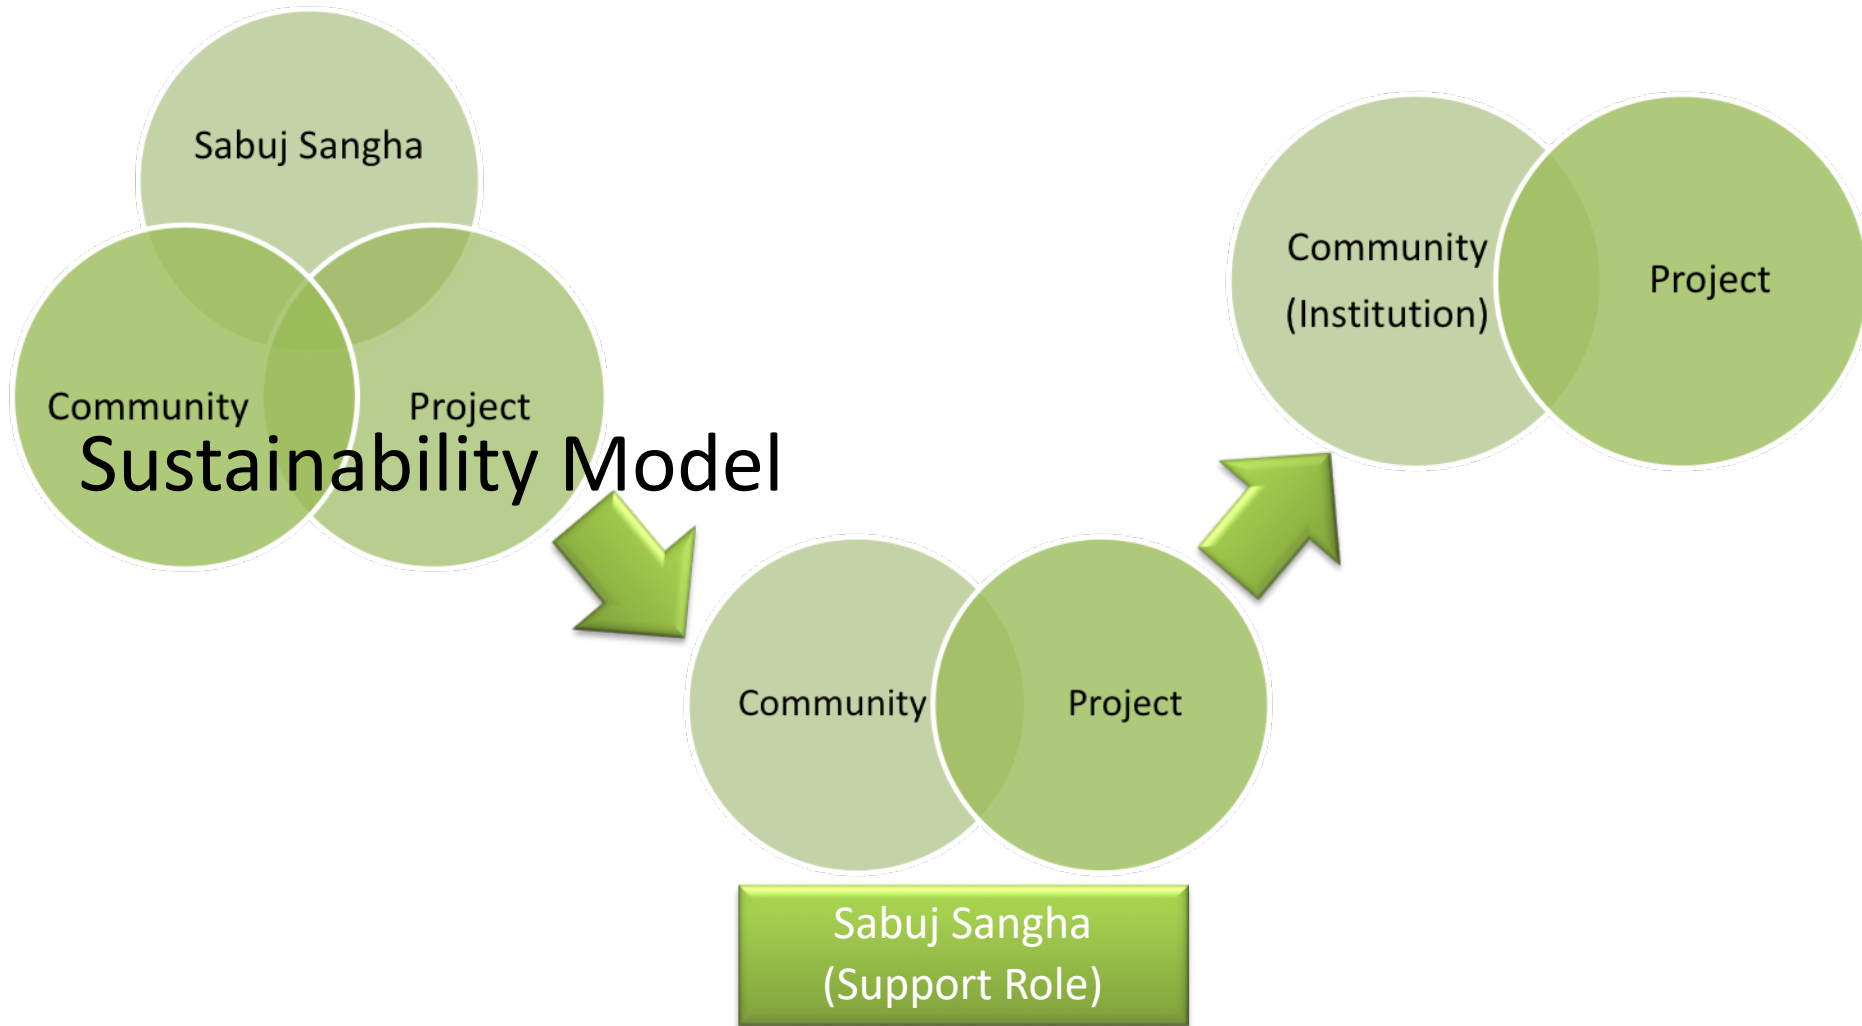 Sabuj Sangha
Community
Project
Sustainability Model
Community
Project
Sabuj Sangha
(Support Role)
Community
(Institution)
Project